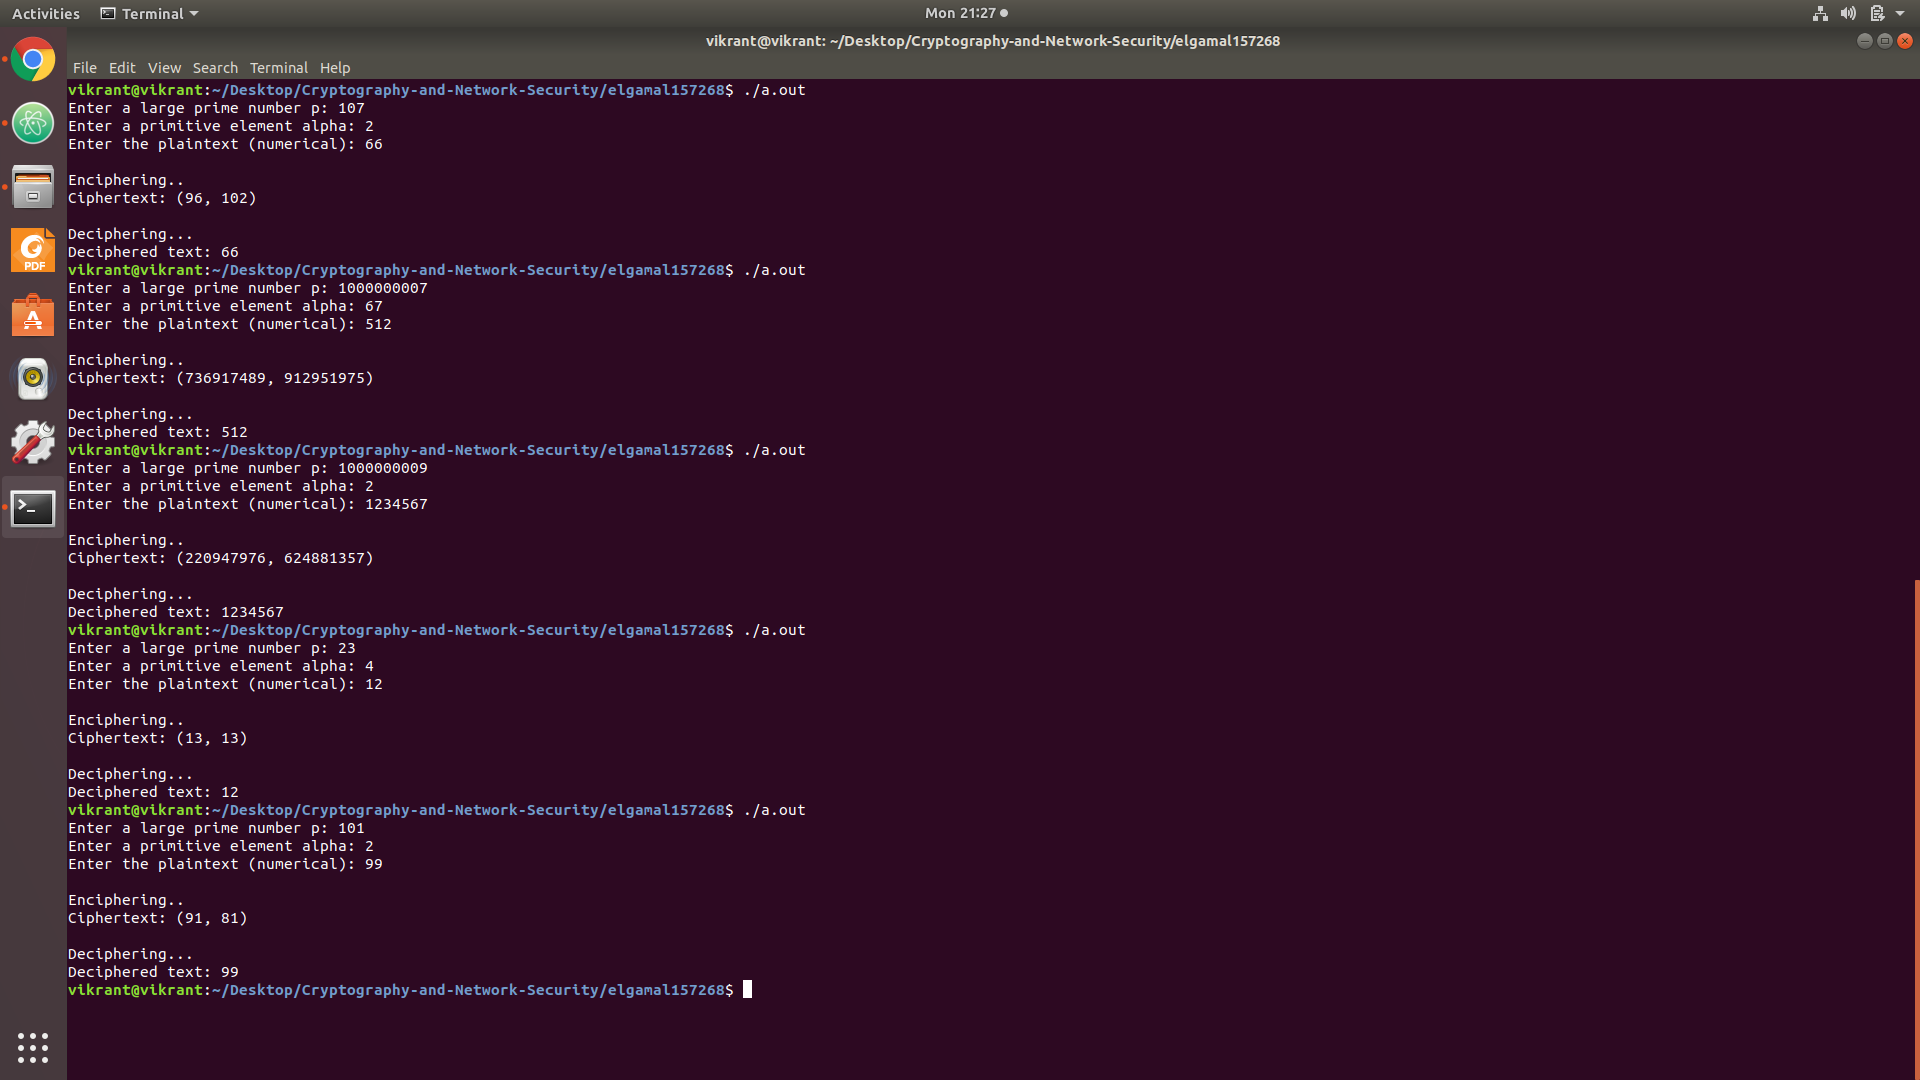 Activities Terminal Mon 21:27
vikrant@vikrant: ~/Desktop/Cryptography-and-Network-Security/elgamal157268
File Edit View Search Terminal Help
vikrant@vikrant:~/Desktop/Cryptography-and-Network-Security/elgamal157268$ ./a.out
Enter a large prime number p: 107
Enter a primitive element alpha: 2
Enter the plaintext (numerical): 66
Enciphering..
Ciphertext: (96, 102)
Deciphering...
Deciphered text: 66
vikrant@vikrant:~/Desktop/Cryptography-and-Network-Security/elgamal157268$ ./a.out
Enter a large prime number p: 1000000007
Enter a primitive element alpha: 67
Enter the plaintext (numerical): 512
Enciphering..
Ciphertext: (736917489, 912951975)
Deciphering...
Deciphered text: 512
vikrant@vikrant:~/Desktop/Cryptography-and-Network-Security/elgamal157268$ ./a.out
Enter a large prime number p: 1000000009
Enter a primitive element alpha: 2
Enter the plaintext (numerical): 1234567
Enciphering..
Ciphertext: (220947976, 624881357)
Deciphering...
Deciphered text: 1234567
vikrant@vikrant:~/Desktop/Cryptography-and-Network-Security/elgamal157268$ ./a.out
Enter a large prime number p: 23
Enter a primitive element alpha: 4
Enter the plaintext (numerical): 12
Enciphering..
Ciphertext: (13, 13)
Deciphering...
Deciphered text: 12
vikrant@vikrant:~/Desktop/Cryptography-and-Network-Security/elgamal157268$ ./a.out
Enter a large prime number p: 101
Enter a primitive element alpha: 2
Enter the plaintext (numerical): 99
Enciphering..
Ciphertext: (91, 81)
Deciphering...
Deciphered text: 99
vikrant@vikrant:~/Desktop/Cryptography-and-Network-Security/elgamal157268$
PDF